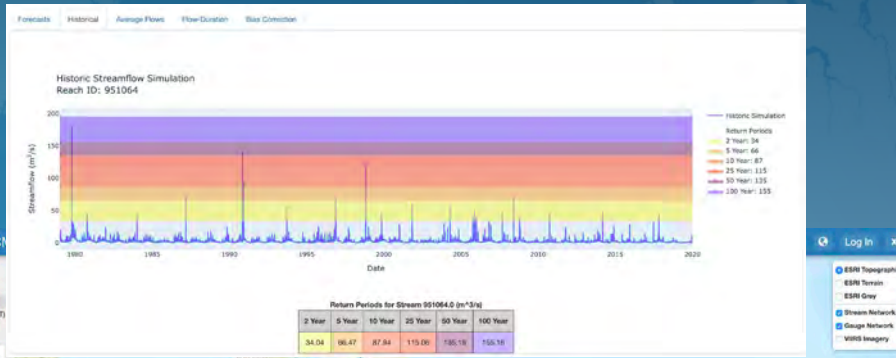 Forecasts Historical Average Flows Flow-Duration Bias Correction
Historic Streamflow Simulation
Reach ID: 951064
200
150
100
50
0
Streamflow (m³/s)
1980 1985 1990 1995 2000 2005 2010 2015 2020
Date
Historic Simulation
Return Periods
2 Year: 34
5 Year: 66
10 Year: 87
25 Year: 115
50 Year: 135
100 Year: 155
Return Periods for Stream 951064.0 (m^3/s)
2 Year 5 Year 10 Year 25 Year 50 Year 100 Year
34.04 66.47 87.94 115.06 135.18 155.16
Log In x
ESRI Topographi
ESRI Terrain
ESRI Grey
Stream Network
Gauge Network
VIIRS Imagery